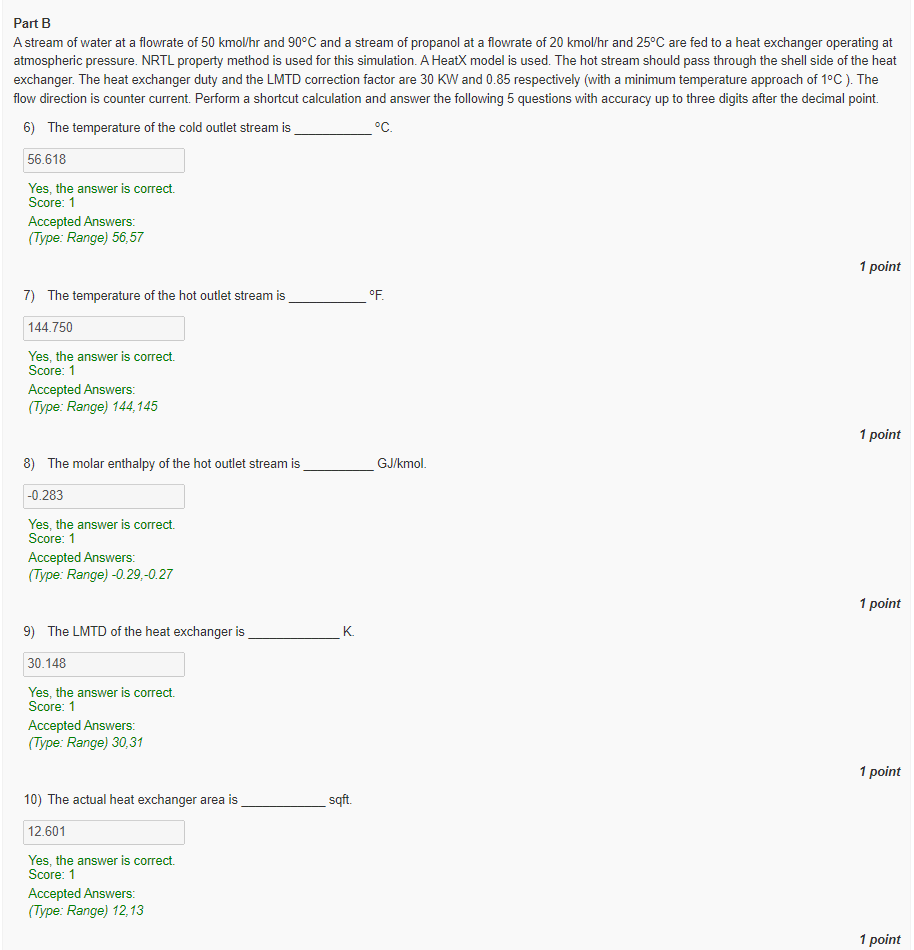 Part B
A stream of water at a flowrate of 50 kmol/hr and 90°C and a stream of propanol at a flowrate of 20 kmol/hr and 25°C are fed to a heat exchanger operating at
atmospheric pressure. NRTL property method is used for this simulation. A HeatX model is used. The hot stream should pass through the shell side of the heat
exchanger. The heat exchanger duty and the LMTD correction factor are 30 KW and 0.85 respectively (with a minimum temperature approach of 1°C ). The
flow direction is counter current. Perform a shortcut calculation and answer the following 5 questions with accuracy up to three digits after the decimal point.
6) The temperature of the cold outlet stream is ___________ °C.
56.618
Yes, the answer is correct.
Score: 1
Accepted Answers:
(Type: Range) 56,57
1 point
7) The temperature of the hot outlet stream is ___________ °F.
144.750
Yes, the answer is correct.
Score: 1
Accepted Answers:
(Type: Range) 144,145
1 point
8) The molar enthalpy of the hot outlet stream is __________ GJ/kmol.
-0.283
Yes, the answer is correct.
Score: 1
Accepted Answers:
(Type: Range) -0.29,-0.27
1 point
9) The LMTD of the heat exchanger is _____________ K.
30.148
Yes, the answer is correct.
Score: 1
Accepted Answers:
(Type: Range) 30,31
1 point
10) The actual heat exchanger area is ____________ sqft.
12.601
Yes, the answer is correct.
Score: 1
Accepted Answers:
(Type: Range) 12,13
1 point